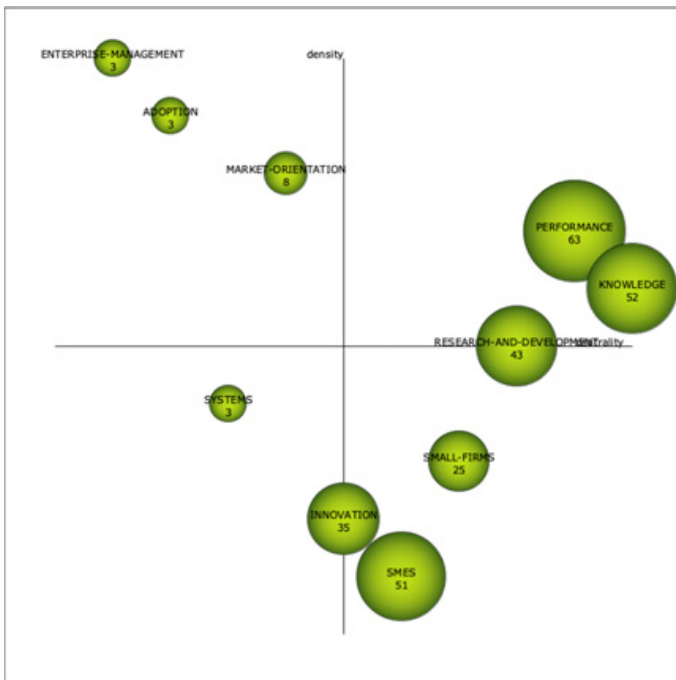 ENTERPRISE-MANAGEMENT
3
density
ADOPTION
3
MARKET-ORIENTATION
8
PERFORMANCE
63
KNOWLEDGE
52
RESEARCH-AND-DEVELOPMENT
centrality
43
SYSTEMS
3
SMALL-FIRMS
25
INNOVATION
35
SMES
51